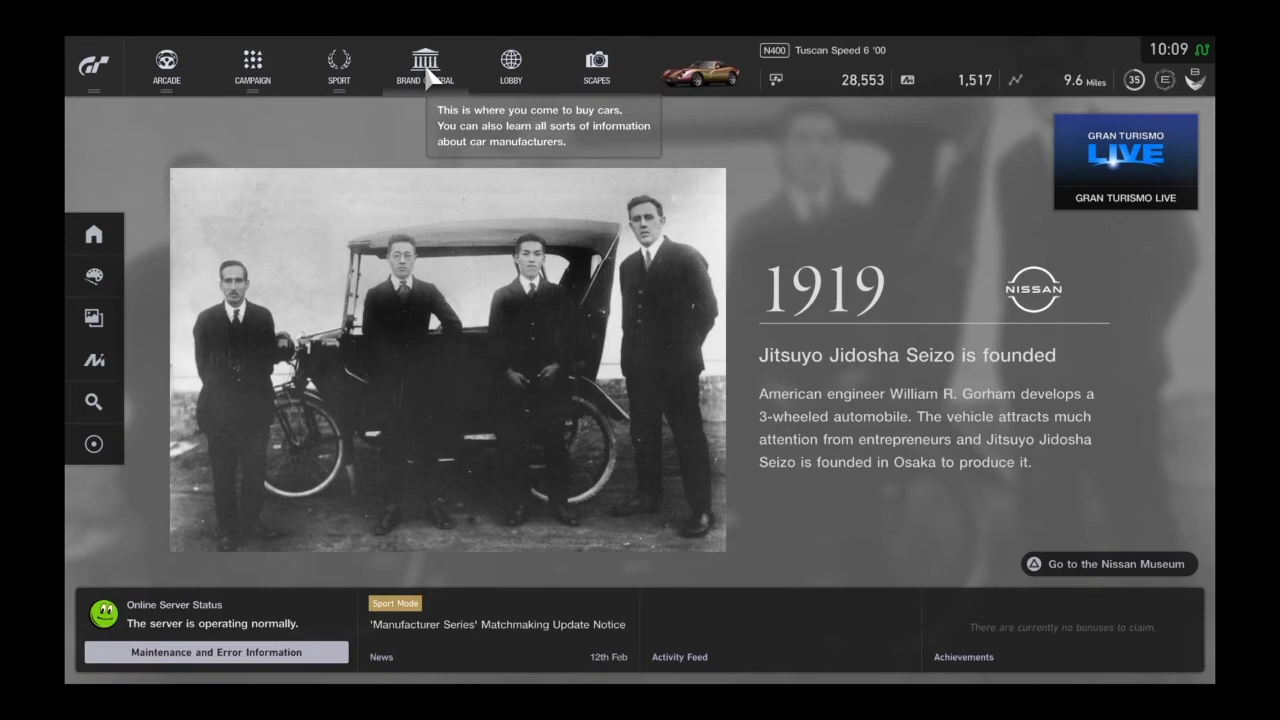 ARCADE
CAMPAIGN
SPORT
LOBBY
SCAPES
N400 Tuscan Speed 6 '00
28,553
1,517
9.6 Miles
35
E
B
10:09
This is where you come to buy cars.
You can also learn all sorts of information
about car manufacturers.
GRAN TURISMO
LIVE
GRAN TURISMO LIVE
1919
NISSAN
Jitsuyo Jidosha Seizo is founded
American engineer William R. Gorham develops a
3-wheeled automobile. The vehicle attracts much
attention from entrepreneurs and Jitsuyo Jidosha
Seizo is founded in Osaka to produce it.
Go to the Nissan Museum
Online Server Status
The server is operating normally.
Maintenance and Error Information
Sport Mode
'Manufacturer Series' Matchmaking Update Notice
News
12th Feb
Activity Feed
There are currently no bonuses to claim.
Achievements